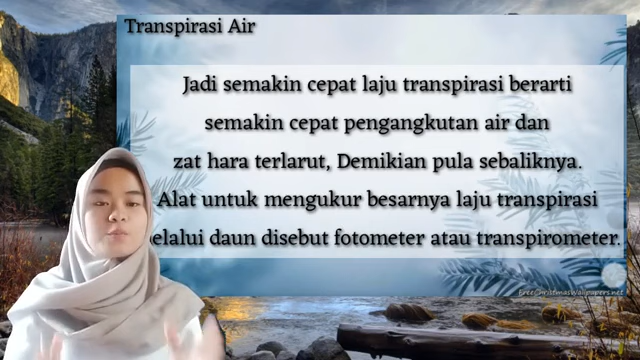 Transpirasi Air
Jadi semakin cepat laju transpirasi berarti
semakin cepat pengangkutan air dan
zat hara terlarut, Demikian pula sebaliknya.
Alat untuk mengukur besarnya laju transpirasi
daun disebut fotometer atau transpirometer.
FreeChristmasWallpapers.net